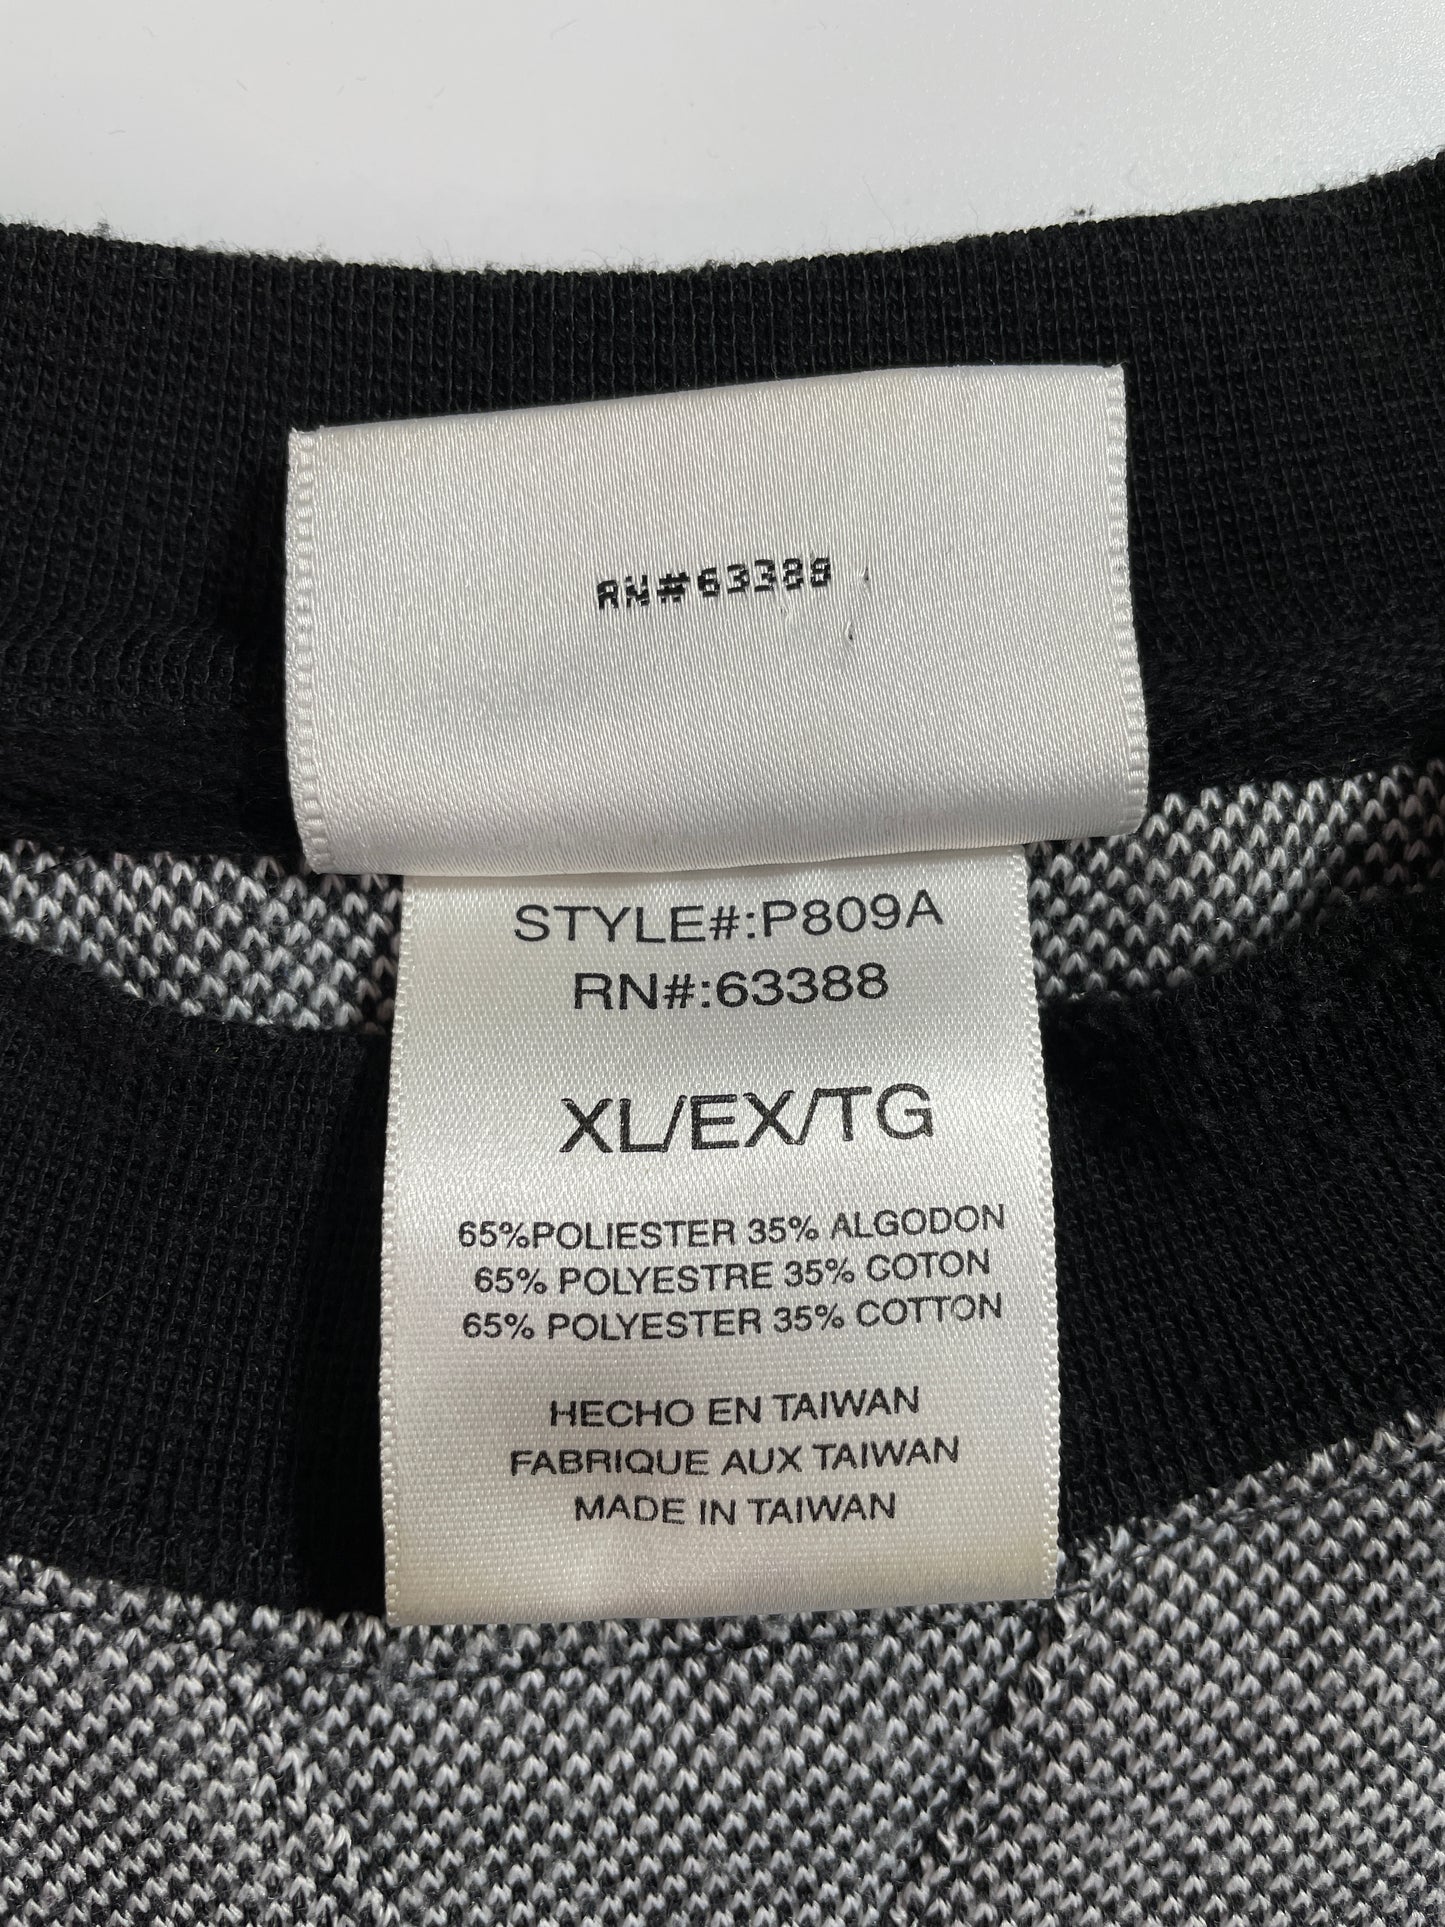 RN#63388
STYLE#:P809A
RN#:63388
XL/EX/TG
65%POLIESTER 35% ALGODON
65% POLYESTRE 35% COTON
65% POLYESTER 35% COTTON
HECHO EN TAIWAN
FABRIQUE AUX TAIWAN
MADE IN TAIWAN